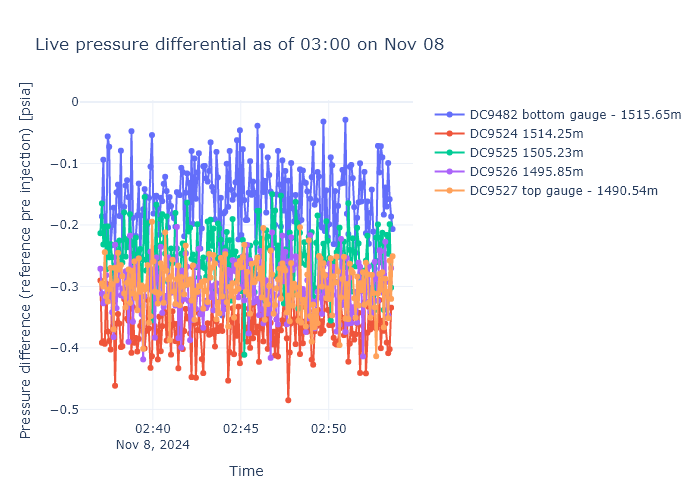 Live pressure differential as of 03:00 on Nov 08
Pressure difference (reference pre injection) [psia]
0
−0.1
−0.2
−0.3
−0.4
−0.5
02:40
02:45
02:50
Nov 8, 2024
Time
DC9482 bottom gauge - 1515.65m
DC9524 1514.25m
DC9525 1505.23m
DC9526 1495.85m
DC9527 top gauge - 1490.54m